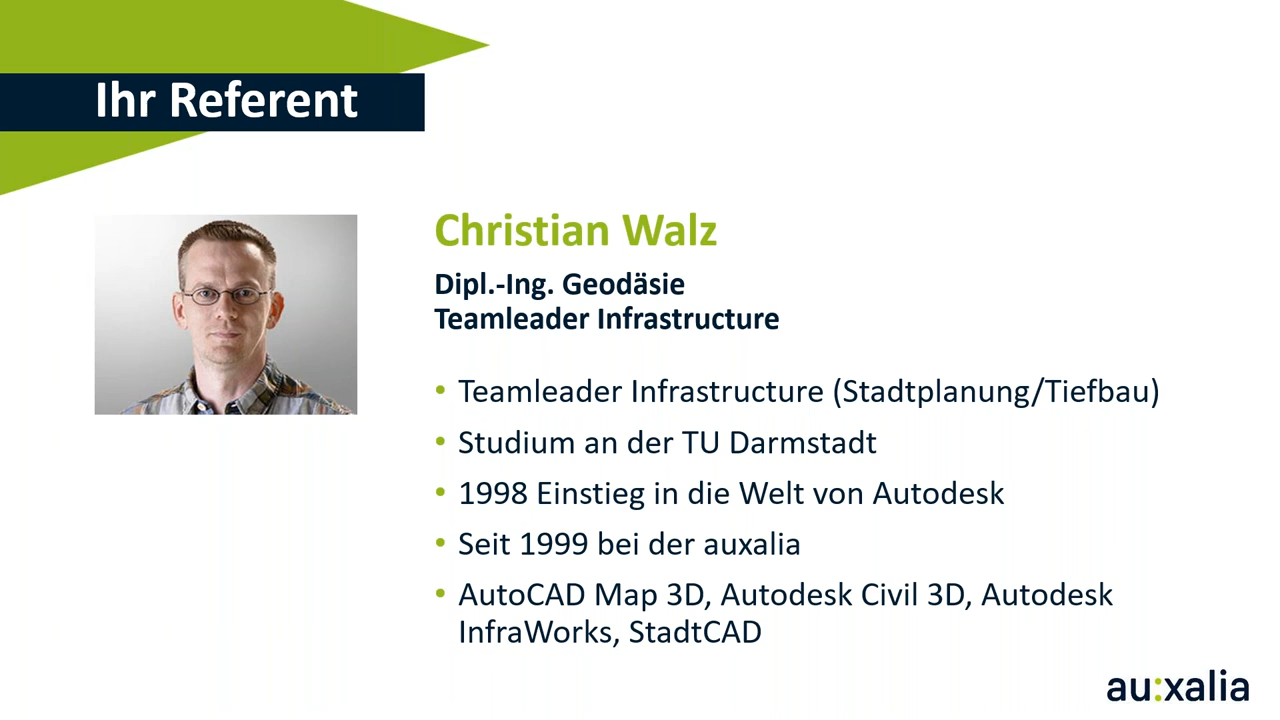 Ihr Referent
Christian Walz
Dipl.-Ing. Geodäsie
Teamleader Infrastructure
• Teamleader Infrastructure (Stadtplanung/Tiefbau)
• Studium an der TU Darmstadt
• 1998 Einstieg in die Welt von Autodesk
• Seit 1999 bei der auxalia
• AutoCAD Map 3D, Autodesk Civil 3D, Autodesk
InfraWorks, StadtCAD
au:xalia